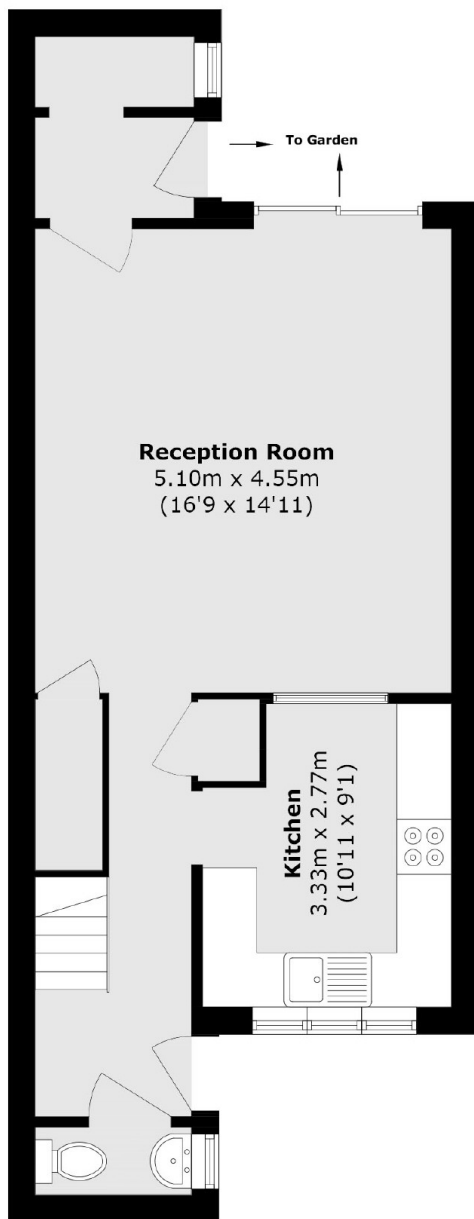 To Garden
Reception Room
5.10m x 4.55m
(16'9 x 14'11)
Kitchen
3.33m x 2.77m
(10'11 x 9'1)